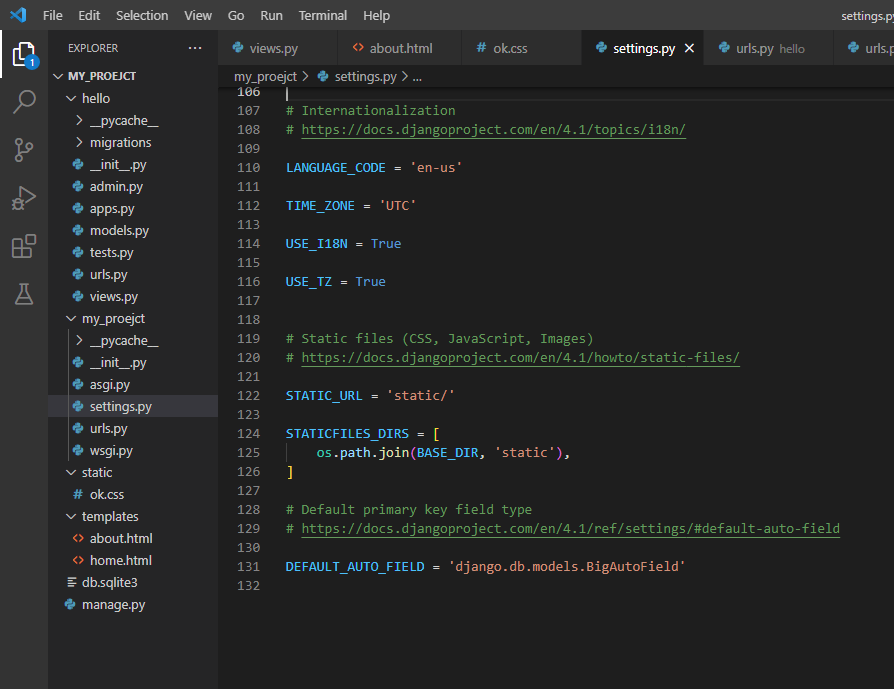 File Edit Selection View Go Run Terminal Help settings.py
EXPLORER ...
views.py
about.html
ok.css
settings.py
urls.py hello
urls.p
MY_PROEJCT
my_proejct > settings.py > ...
hello
__pycache__
migrations
__init__.py
admin.py
apps.py
models.py
tests.py
urls.py
views.py
my_proejct
__pycache__
__init__.py
asgi.py
settings.py
urls.py
wsgi.py
static
ok.css
templates
about.html
home.html
db.sqlite3
manage.py
1
106
107 # Internationalization
108 # https://docs.djangoproject.com/en/4.1/topics/i18n/
109
110 LANGUAGE_CODE = 'en-us'
111
112 TIME_ZONE = 'UTC'
113
114 USE_I18N = True
115
116 USE_TZ = True
117
118
119 # Static files (CSS, JavaScript, Images)
120 # https://docs.djangoproject.com/en/4.1/howto/static-files/
121
122 STATIC_URL = 'static/'
123
124 STATICFILES_DIRS = [
125 os.path.join(BASE_DIR, 'static'),
126 ]
127
128 # Default primary key field type
129 # https://docs.djangoproject.com/en/4.1/ref/settings/#default-auto-field
130
131 DEFAULT_AUTO_FIELD = 'django.db.models.BigAutoField'
132